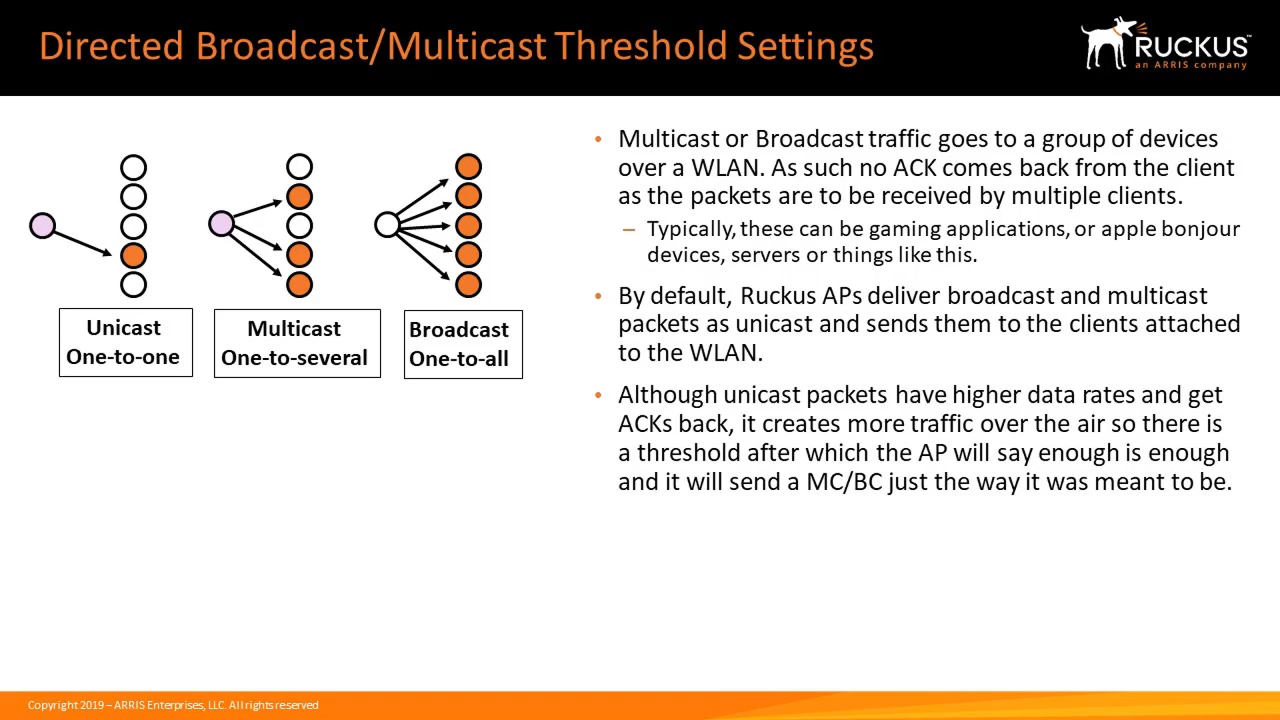 Directed Broadcast/Multicast Threshold Settings
RUCKUS™
an ARRIS company
Unicast
One-to-one
Multicast
One-to-several
Broadcast
One-to-all
• Multicast or Broadcast traffic goes to a group of devices
over a WLAN. As such no ACK comes back from the client
as the packets are to be received by multiple clients.
– Typically, these can be gaming applications, or apple bonjour
devices, servers or things like this.
• By default, Ruckus APs deliver broadcast and multicast
packets as unicast and sends them to the clients attached
to the WLAN.
• Although unicast packets have higher data rates and get
ACKs back, it creates more traffic over the air so there is
a threshold after which the AP will say enough is enough
and it will send a MC/BC just the way it was meant to be.
Copyright 2019 – ARRIS Enterprises, LLC. All rights reserved